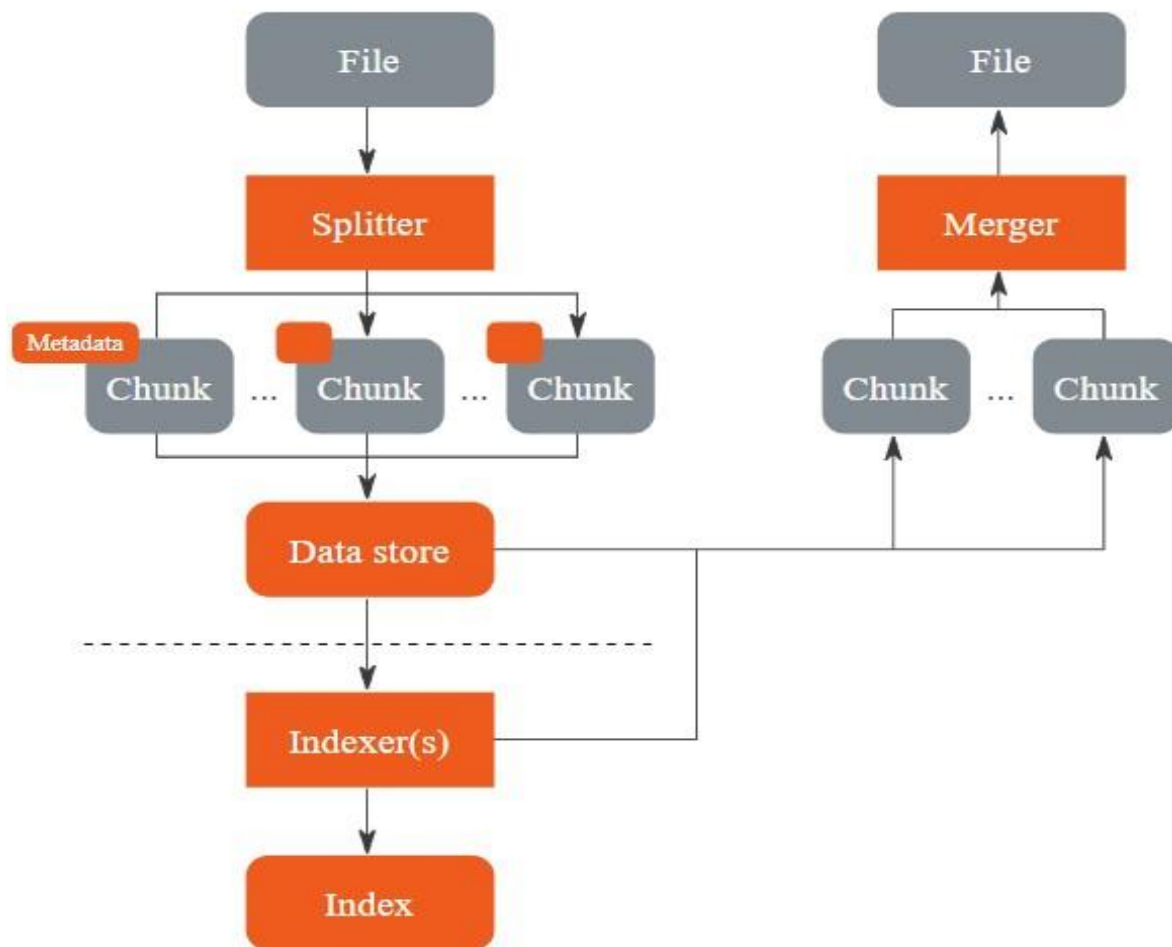 File
File
Splitter
Merger
Metadata
Chunk ... Chunk ... Chunk
Chunk ... Chunk
Data store
Indexer(s)
Index